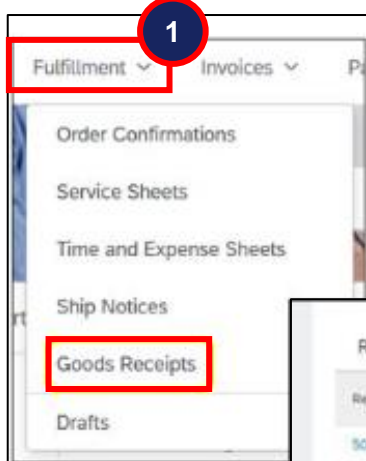 1
Fulfillment Invoices
Order Confirmations
Service Sheets
Time and Expense Sheets
Ship Notices
Goods Receipts
Drafts